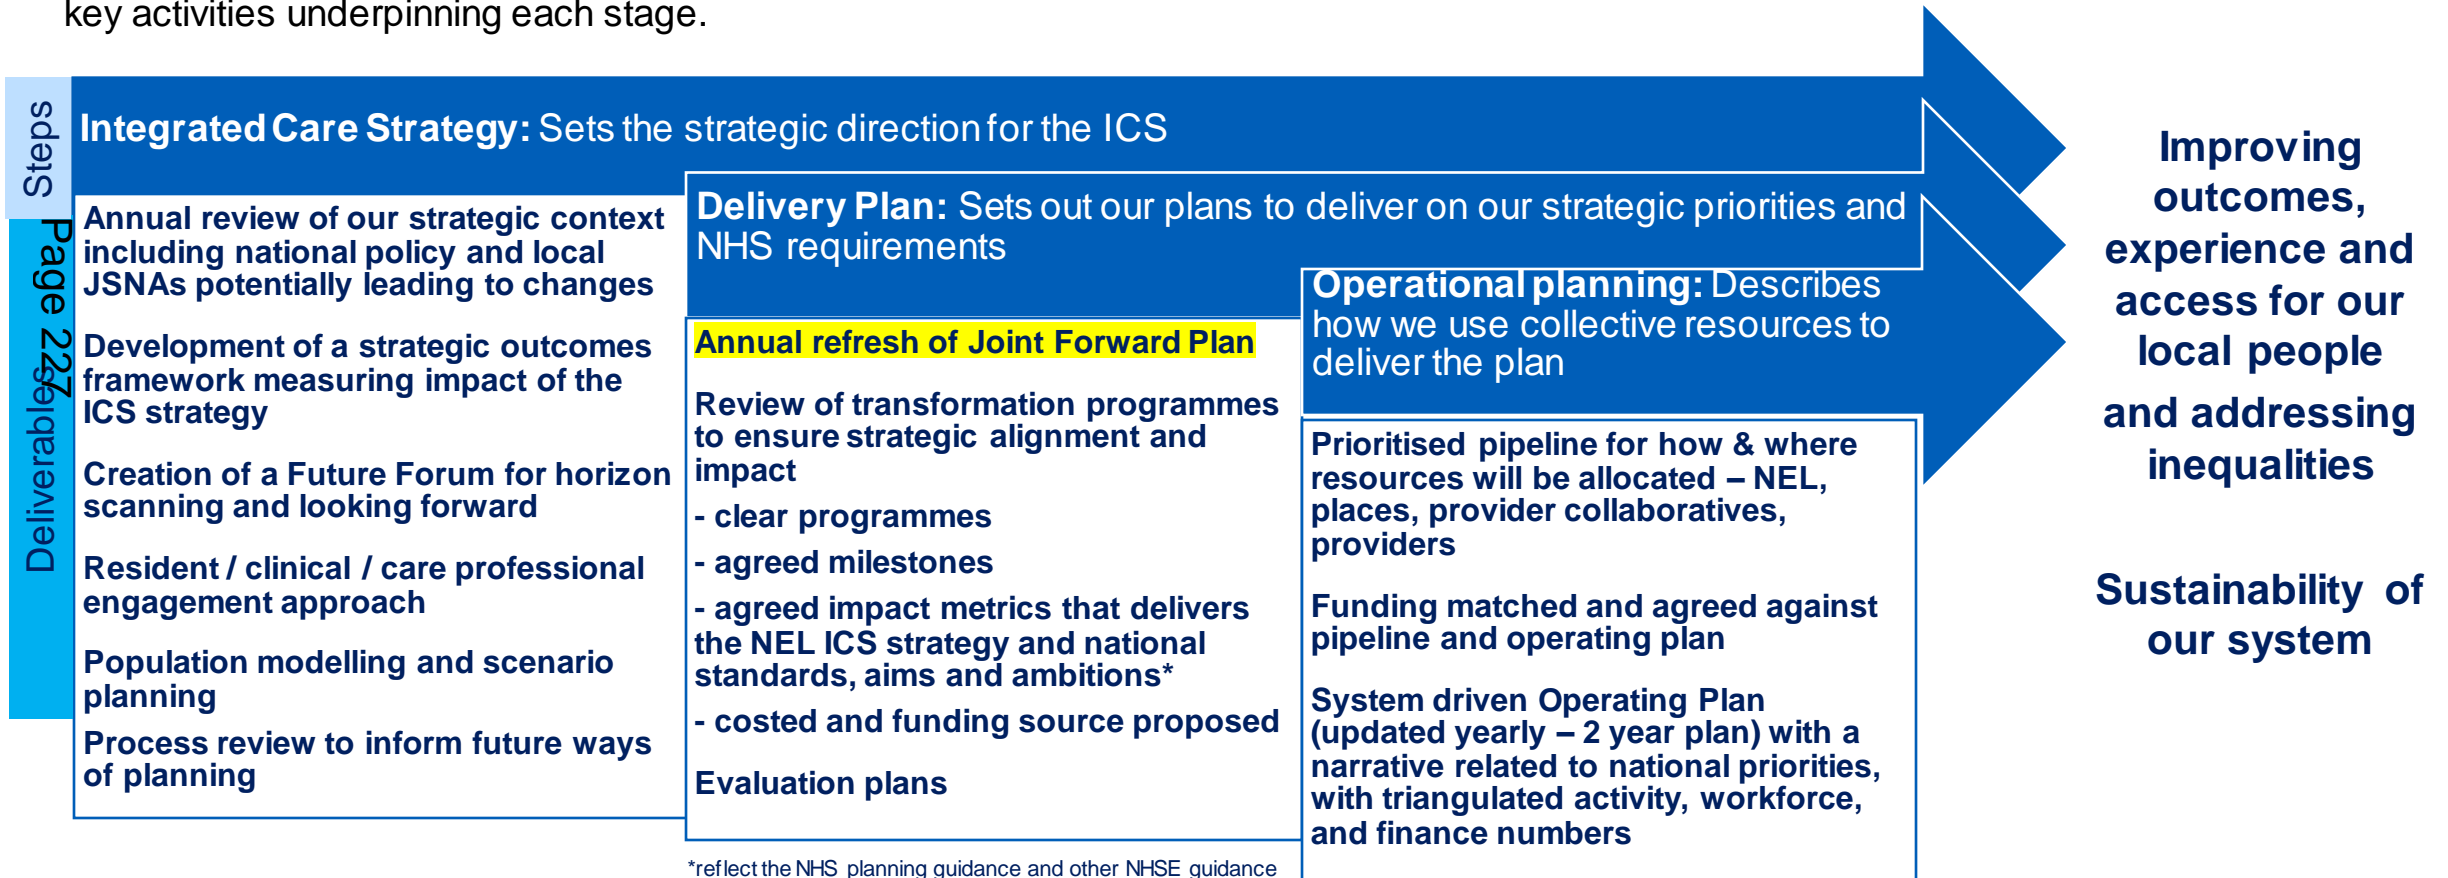 key activities underpinning each stage.
Steps
Integrated Care Strategy: Sets the strategic direction for the ICS
Page 227
Deliverables
Annual review of our strategic context
including national policy and local
JSNAs potentially leading to changes
Development of a strategic outcomes
framework measuring impact of the
ICS strategy
Creation of a Future Forum for horizon
scanning and looking forward
Resident / clinical / care professional
engagement approach
Population modelling and scenario
planning
Process review to inform future ways
of planning
Delivery Plan: Sets out our plans to deliver on our strategic priorities and
NHS requirements
Annual refresh of Joint Forward Plan
Review of transformation programmes
to ensure strategic alignment and
impact
- clear programmes
- agreed milestones
- agreed impact metrics that delivers
the NEL ICS strategy and national
standards, aims and ambitions*
- costed and funding source proposed
Evaluation plans
*reflect the NHS planning guidance and other NHSE guidance
Operational planning: Describes
how we use collective resources to
deliver the plan
Prioritised pipeline for how & where
resources will be allocated – NEL,
places, provider collaboratives,
providers
Funding matched and agreed against
pipeline and operating plan
System driven Operating Plan
(updated yearly – 2 year plan) with a
narrative related to national priorities,
with triangulated activity, workforce,
and finance numbers
Improving
outcomes,
experience and
access for our
local people
and addressing
inequalities
Sustainability of
our system